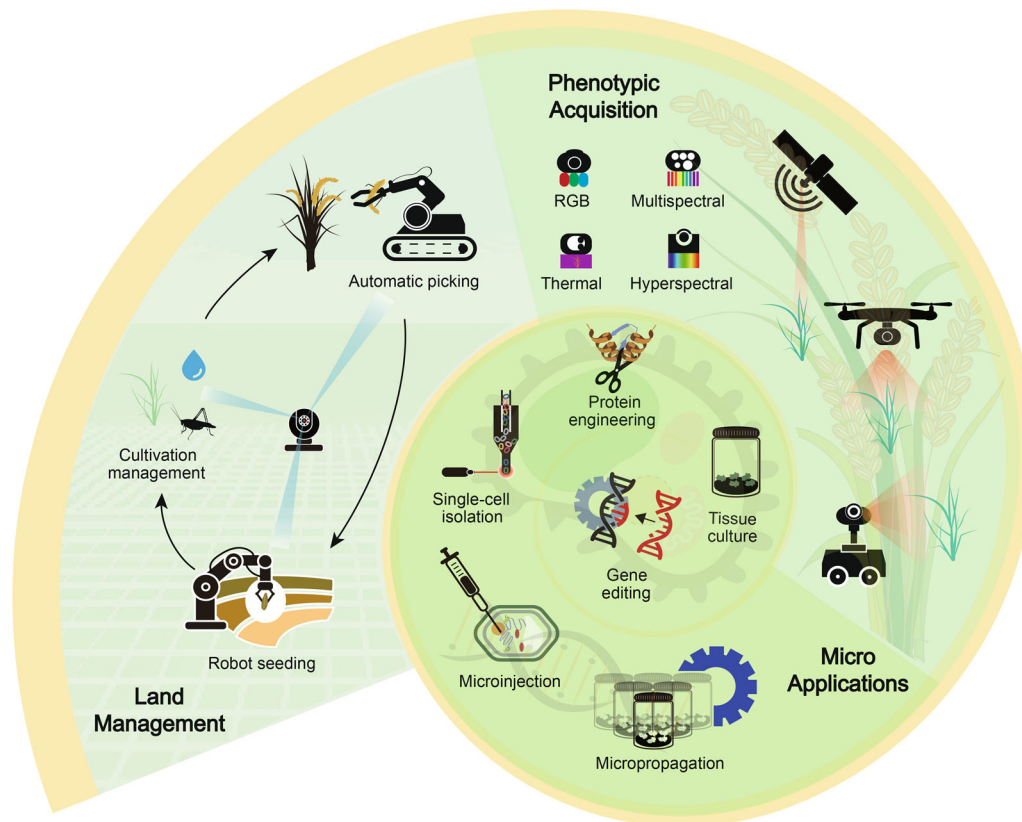 Phenotypic
Acquisition
RGB
Multispectral
Thermal
Hyperspectral
Automatic picking
Cultivation
management
Robot seeding
Land
Management
Protein
engineering
Single-cell
isolation
Tissue
culture
Gene
editing
Microinjection
Micropropagation
Micro
Applications